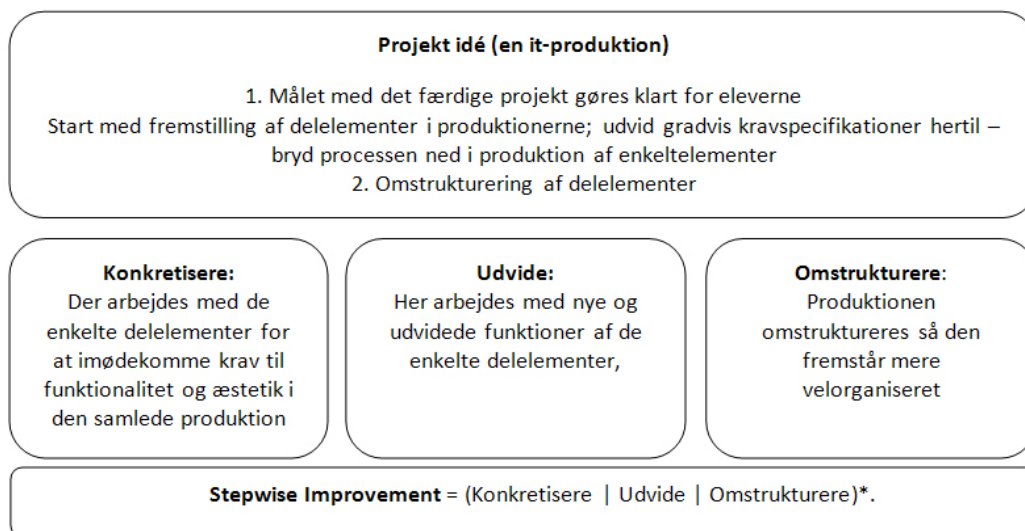 Projekt idé (en it-produktion)
1. Målet med det færdige projekt gøres klart for eleverne
Start med fremstilling af delelementer i produktionerne; udvid gradvis kravspecifikationer hertil –
bryd processen ned i produktion af enkeltelementer
2. Omstrukturering af delelementer
Konkretisere:
Der arbejdes med de
enkelte delelementer for
at imødekomme krav til
funktionalitet og æstetik i
den samlede produktion
Udvide:
Her arbejdes med nye og
udvidede funktioner af de
enkelte delelementer,
Omstrukturere:
Produktionen
omstruktureres så den
fremstår mere
velorganiseret
Stepwise Improvement = (Konkretisere | Udvide | Omstrukturere)*.